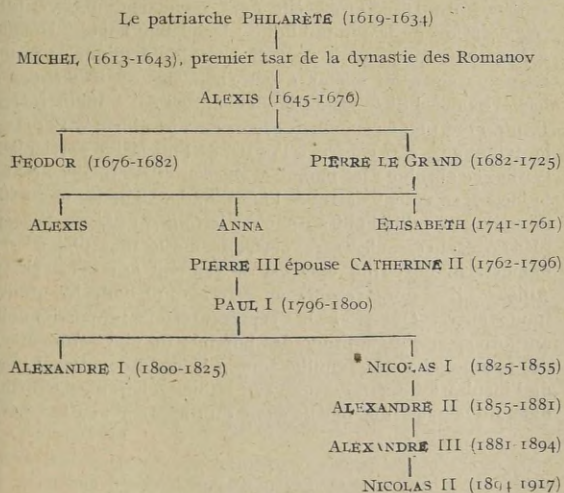 Le patriarche PHILARÈTE (1619-1634)
MICHEL (1613-1643), premier tsar de la dynastie des Romanov
ALEXIS (1645-1676)
FEODOR (1676-1682) PIERRE LE GRAND (1682-1725)
ALEXIS ANNA ELISABETH (1741-1761)
PIERRE III épouse CATHERINE II (1762-1796)
PAUL I (1796-1800)
ALEXANDRE I (1800-1825) NICOLAS I (1825-1855)
ALEXANDRE II (1855-1881)
ALEXANDRE III (1881-1894)
NICOLAS II (1894-1917)